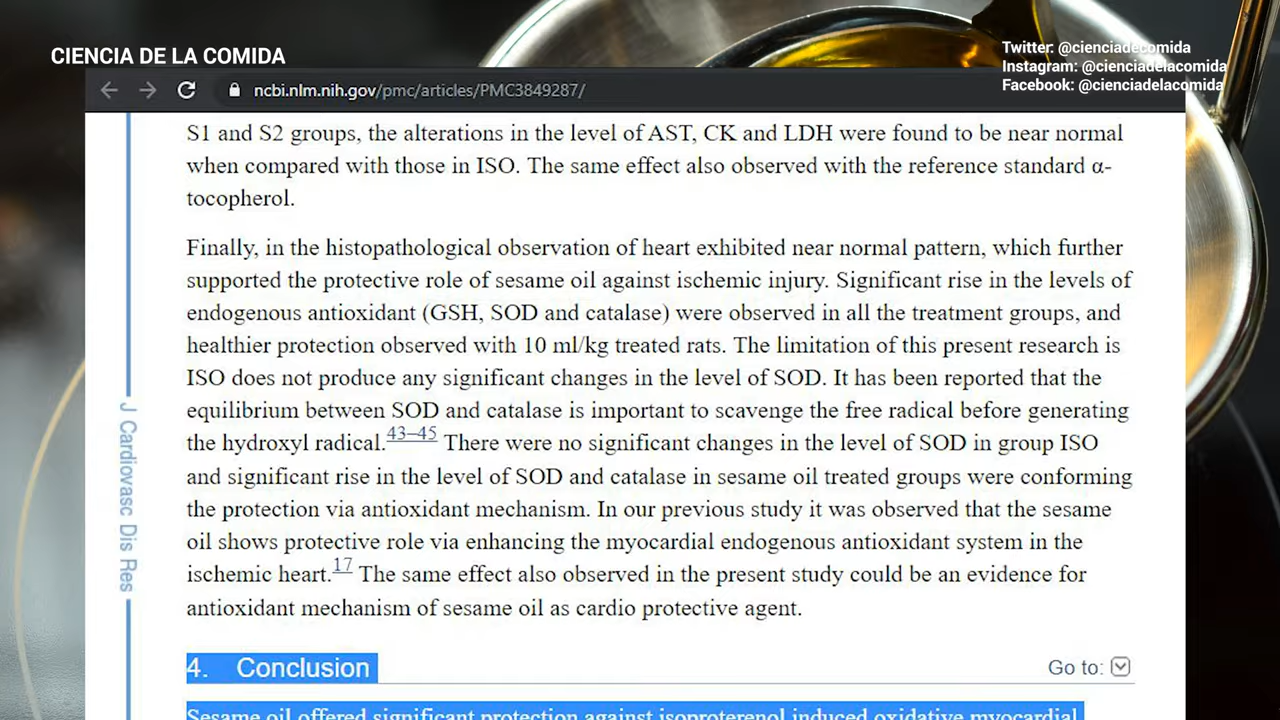 CIENCIA DE LA COMIDA
Twitter: @cienciadecomida
Instagram: @cienciadelacomida
Facebook: @cienciadelacomida
ncbi.nlm.nih.gov/pmc/articles/PMC3849287/
S1 and S2 groups, the alterations in the level of AST, CK and LDH were found to be near normal
when compared with those in ISO. The same effect also observed with the reference standard α-
tocopherol.
Finally, in the histopathological observation of heart exhibited near normal pattern, which further
supported the protective role of sesame oil against ischemic injury. Significant rise in the levels of
endogenous antioxidant (GSH, SOD and catalase) were observed in all the treatment groups, and
healthier protection observed with 10 ml/kg treated rats. The limitation of this present research is
ISO does not produce any significant changes in the level of SOD. It has been reported that the
equilibrium between SOD and catalase is important to scavenge the free radical before generating
the hydroxyl radical.43–45 There were no significant changes in the level of SOD in group ISO
and significant rise in the level of SOD and catalase in sesame oil treated groups were conforming
the protection via antioxidant mechanism. In our previous study it was observed that the sesame
oil shows protective role via enhancing the myocardial endogenous antioxidant system in the
ischemic heart.17 The same effect also observed in the present study could be an evidence for
antioxidant mechanism of sesame oil as cardio protective agent.
J Cardiovasc Dis Res
4. Conclusion
Go to:
Sesame oil offered significant protection against isoproterenol induced oxidative myocardial